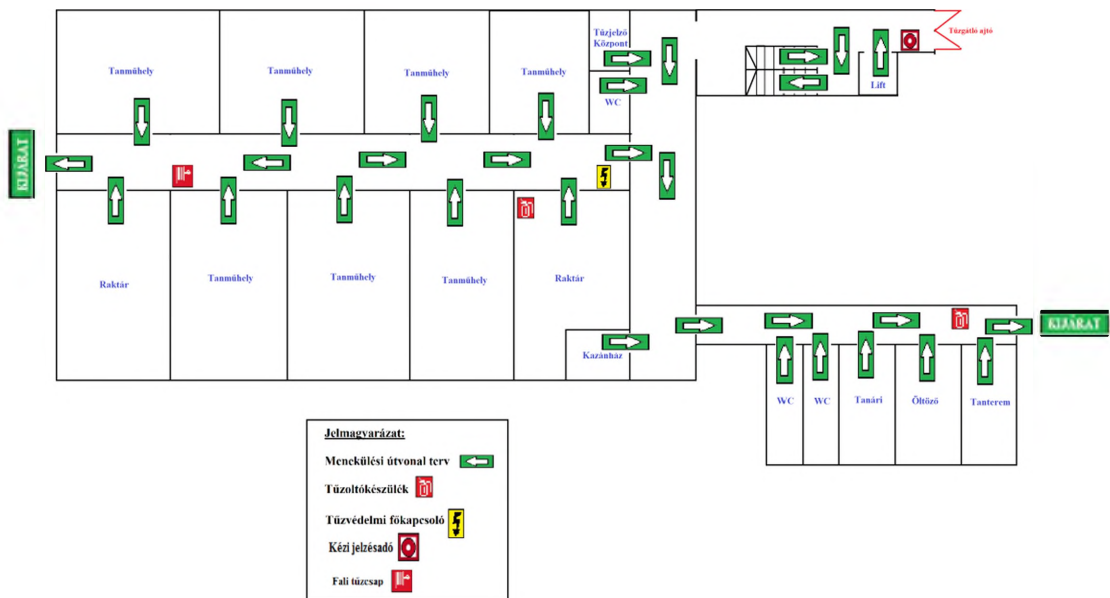 Tűzjelző
Központ
Tűzgátló ajtó
Tanműhely
Tanműhely
Tanműhely
Tanműhely
WC
Lift
KIJÁRAT
Raktár
Tanműhely
Tanműhely
Tanműhely
Raktár
KIJÁRAT
Kazánház
WC
WC
Tanári
Öltöző
Tanterem
Jelmagyarázat:
Menekülési útvonal terv
Tűzoltókészülék
Tűzvédelmi főkapcsoló
Kézi jelzésadó
Fali tűzcsap